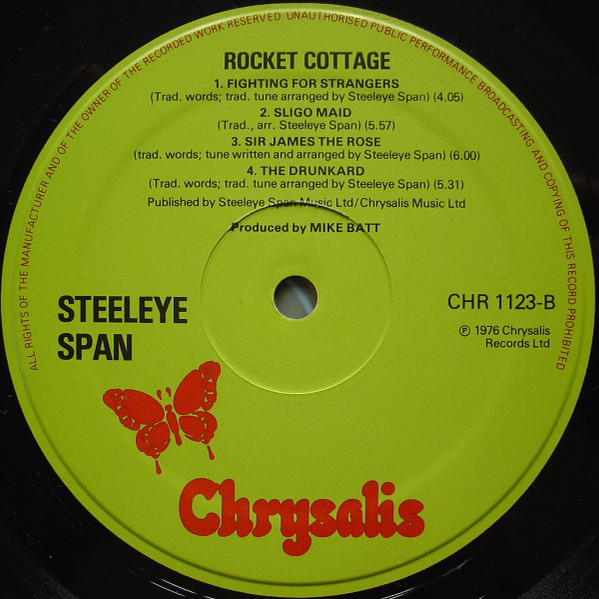 ALL RIGHTS OF THE MANUFACTURER AND OF THE OWNER OF THE RECORDED WORK RESERVED. UNAUTHORISED PUBLIC PERFORMANCE, BROADCASTING AND COPYING OF THIS RECORD PROHIBITED
ROCKET COTTAGE
1. FIGHTING FOR STRANGERS
(Trad. words; trad. tune arranged by Steeleye Span) (4.05)
2. SLIGO MAID
(Trad., arr. Steeleye Span) (5.57)
3. SIR JAMES THE ROSE
(trad. words; tune written and arranged by Steeleye Span) (6.00)
4. THE DRUNKARD
(Trad. words; trad. tune arranged by Steeleye Span) (5.31)
Published by Steeleye Span Music Ltd/Chrysalis Music Ltd
Produced by MIKE BATT
STEELEYE
SPAN
CHR 1123-B
Ⓟ 1976 Chrysalis
Records Ltd
Chrysalis